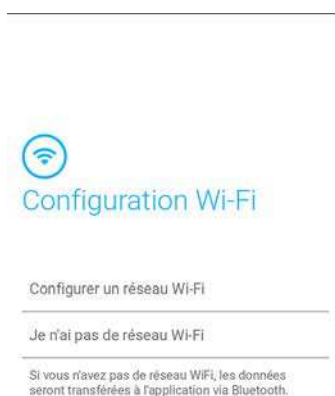 Configuration Wi-Fi
Configurer un réseau Wi-Fi
Je n'ai pas de réseau Wi-Fi
Si vous n'avez pas de réseau WiFi, les données
seront transférées à l'application via Bluetooth.